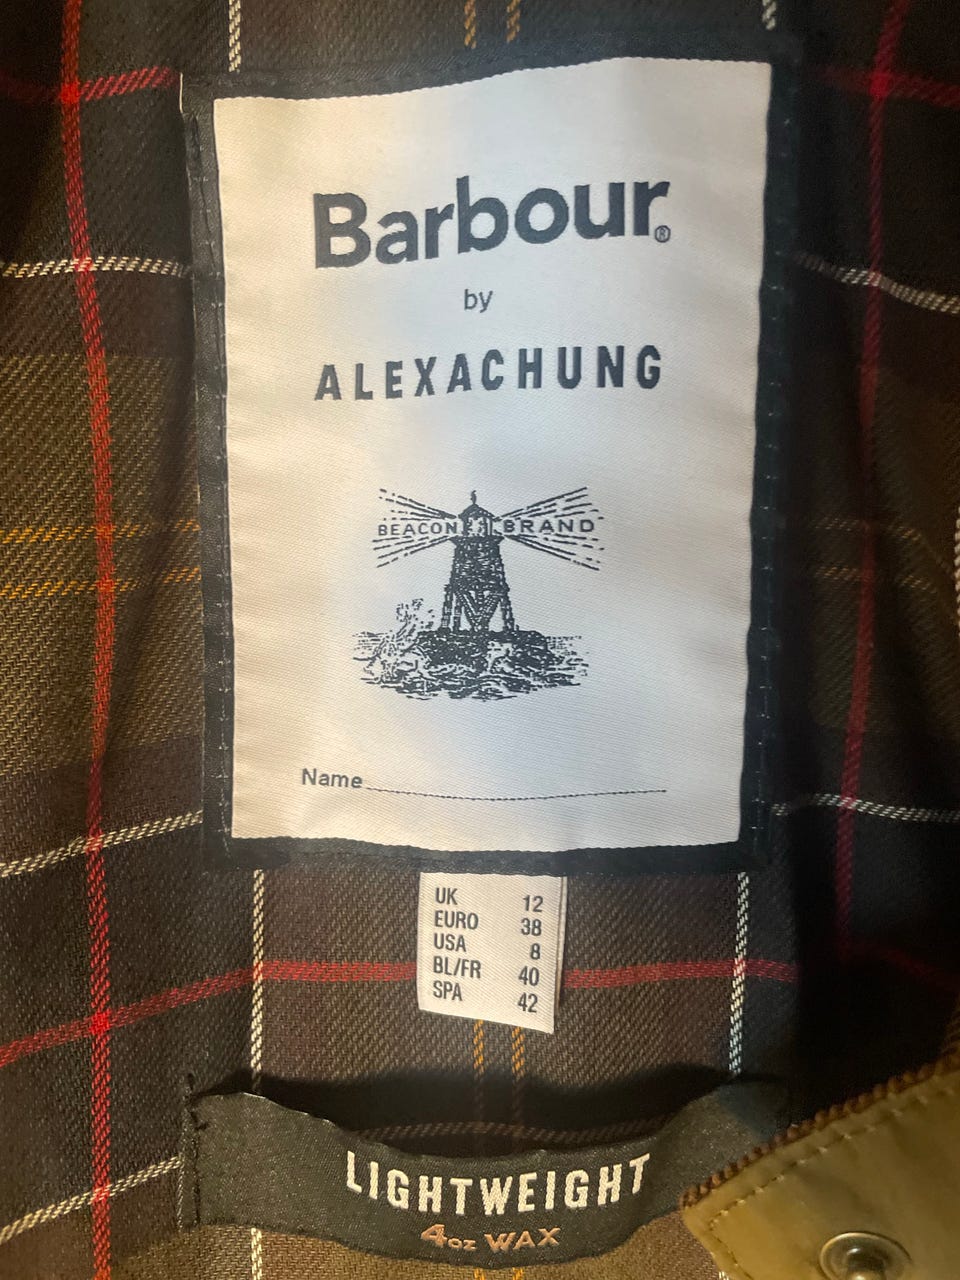 Barbour®
by
ALEXACHUNG
BEACON BRAND
Name
UK 12
EURO 38
USA 8
BL/FR 40
SPA 42
LIGHTWEIGHT
4oz WAX